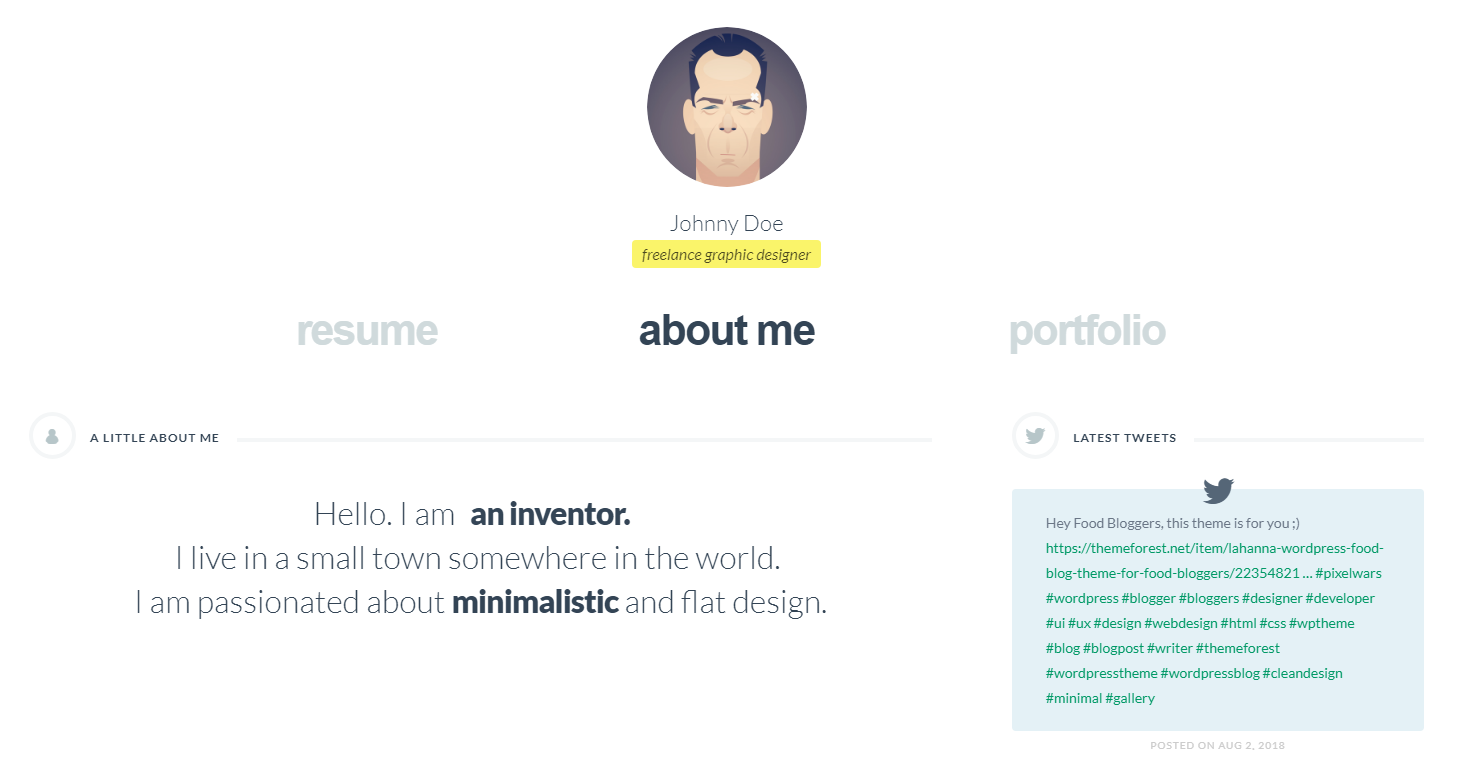 Johnny Doe
freelance graphic designer
resume
about me
portfolio
A LITTLE ABOUT ME
Hello. I am an inventor.
I live in a small town somewhere in the world.
I am passionated about minimalistic and flat design.
LATEST TWEETS
Hey Food Bloggers, this theme is for you ;)
https://themeforest.net/item/lahanna-wordpress-food-
blog-theme-for-food-bloggers/22354821 ... #pixelwars
#wordpress #blogger #bloggers #designer #developer
#ui #ux #design #webdesign #html #css #wptheme
#blog #blogpost #writer #themeforest
#wordpresstheme #wordpressblog #cleandesign
#minimal #gallery
POSTED ON AUG 2, 2018